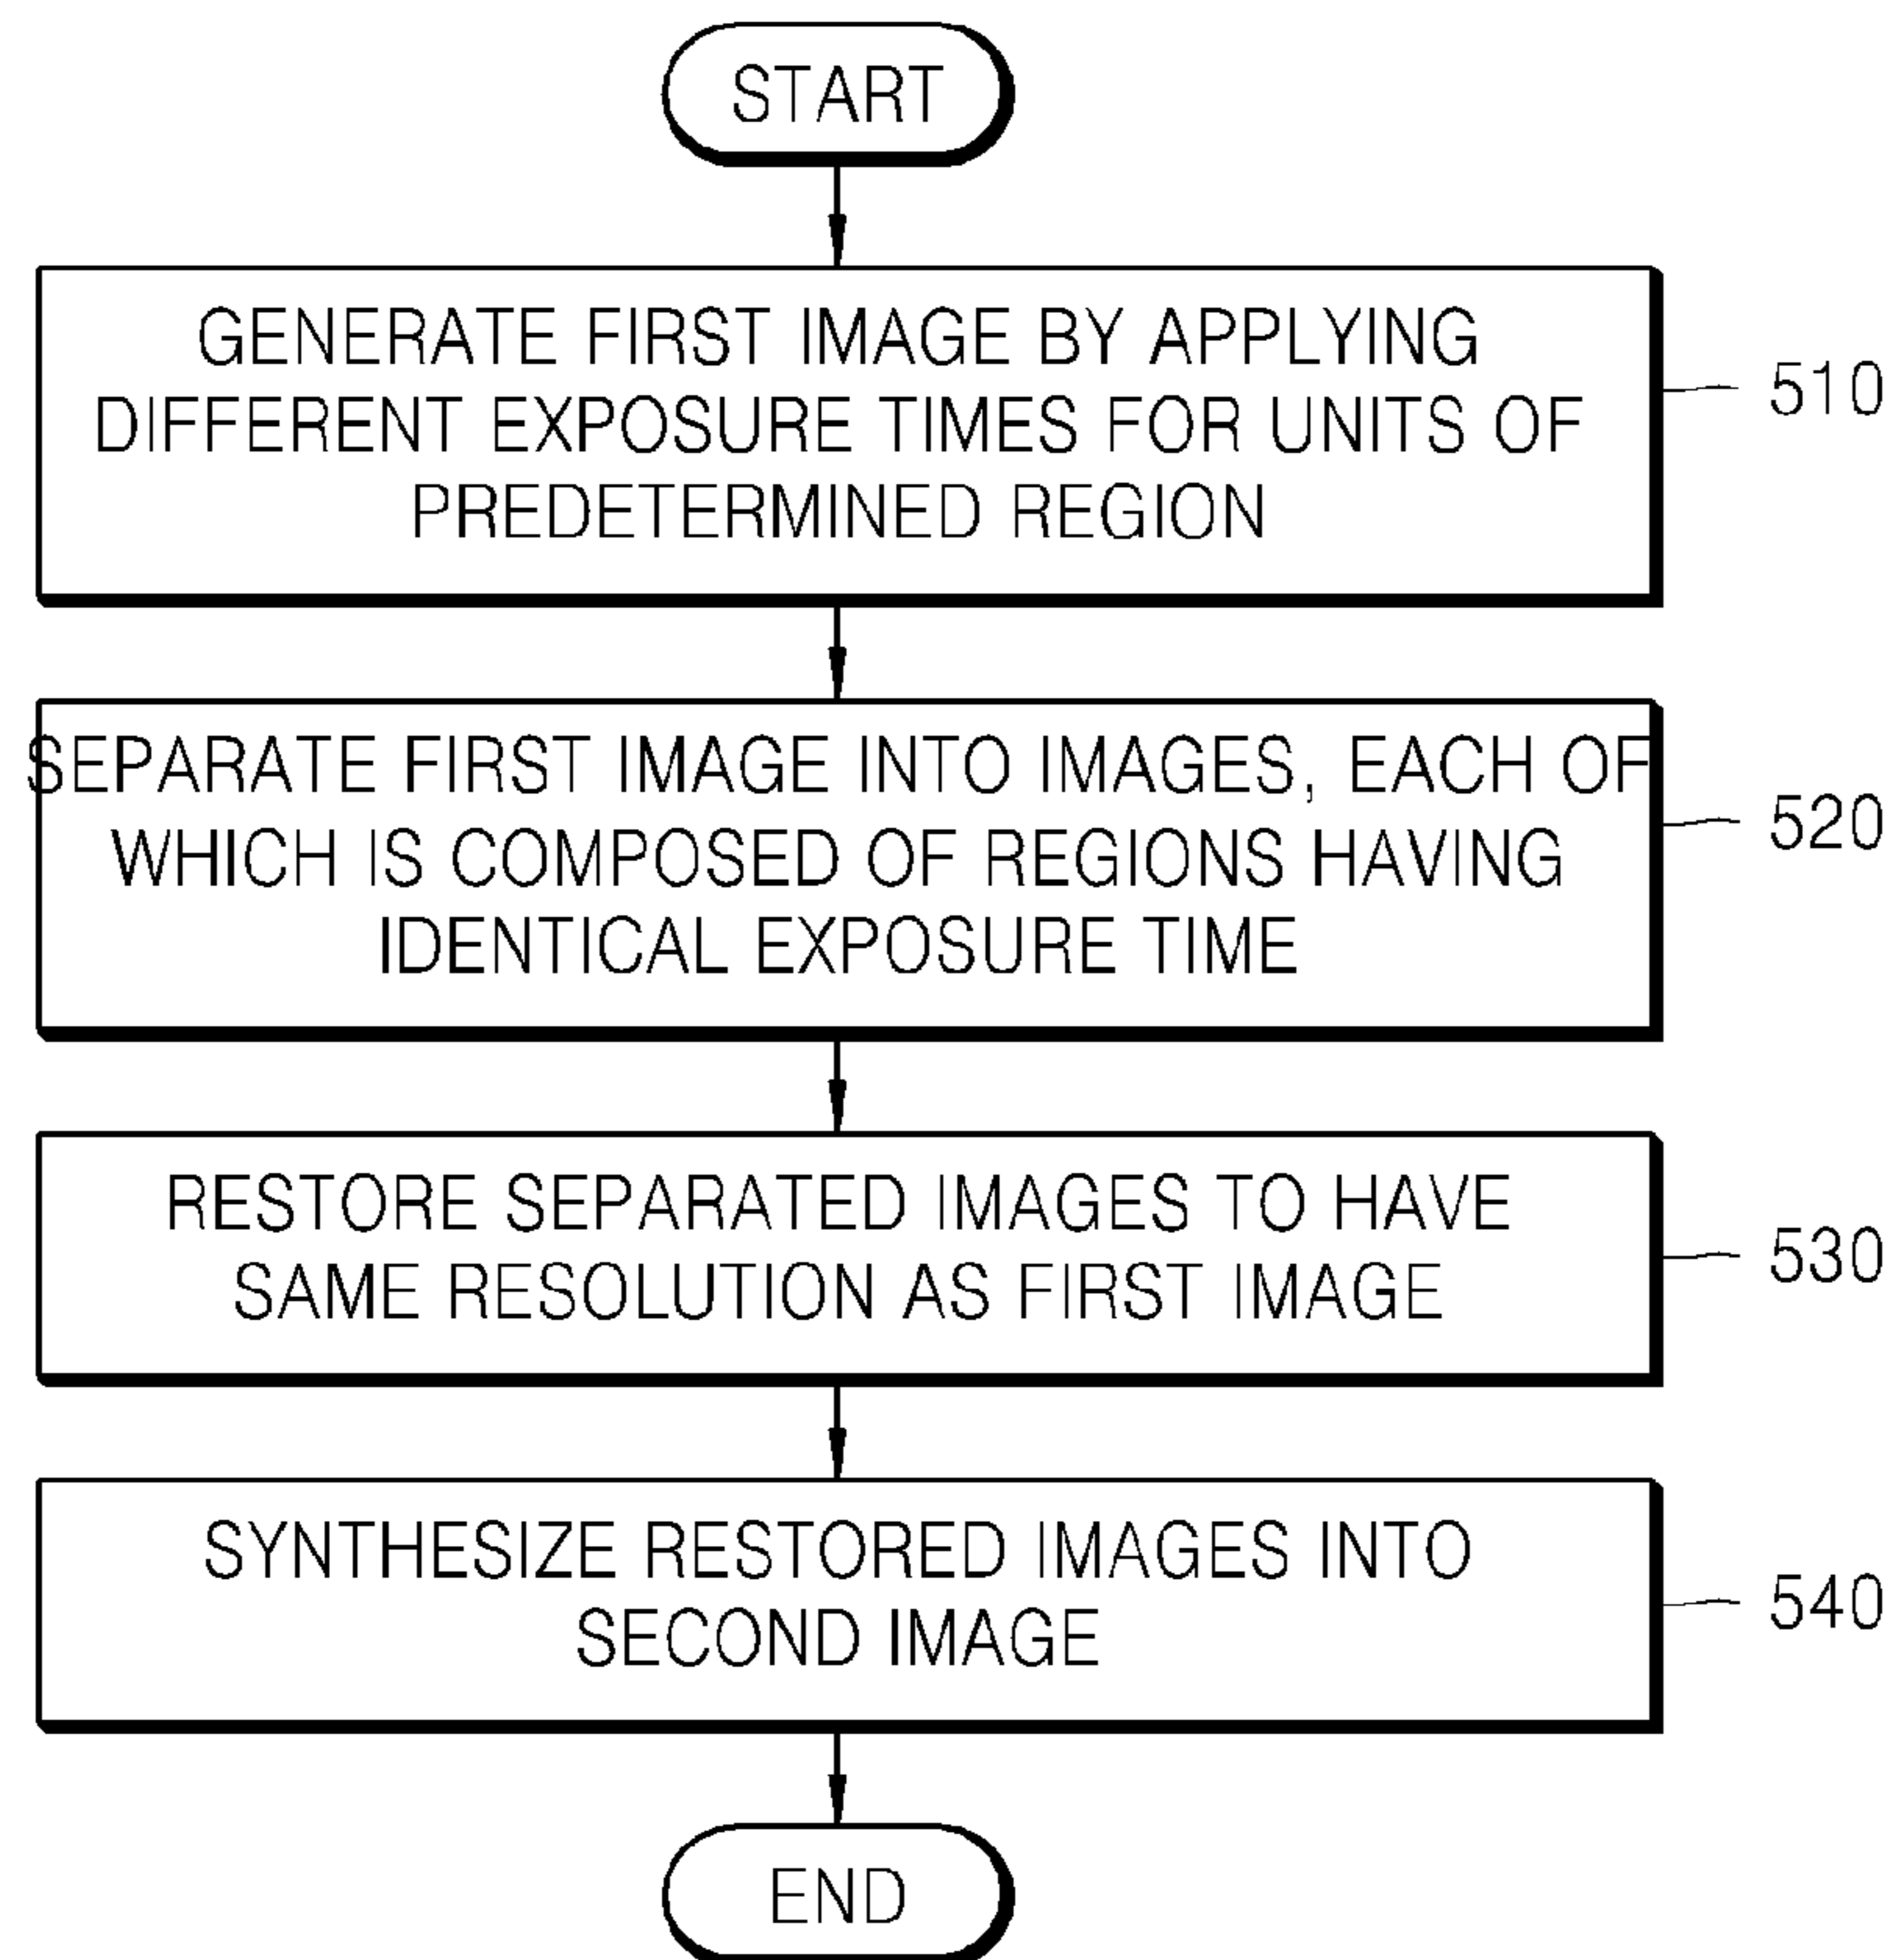 START
GENERATE FIRST IMAGE BY APPLYING
DIFFERENT EXPOSURE TIMES FOR UNITS OF
PREDETERMINED REGION
510
SEPARATE FIRST IMAGE INTO IMAGES, EACH OF
WHICH IS COMPOSED OF REGIONS HAVING
IDENTICAL EXPOSURE TIME
520
RESTORE SEPARATED IMAGES TO HAVE
SAME RESOLUTION AS FIRST IMAGE
530
SYNTHESIZE RESTORED IMAGES INTO
SECOND IMAGE
540
END